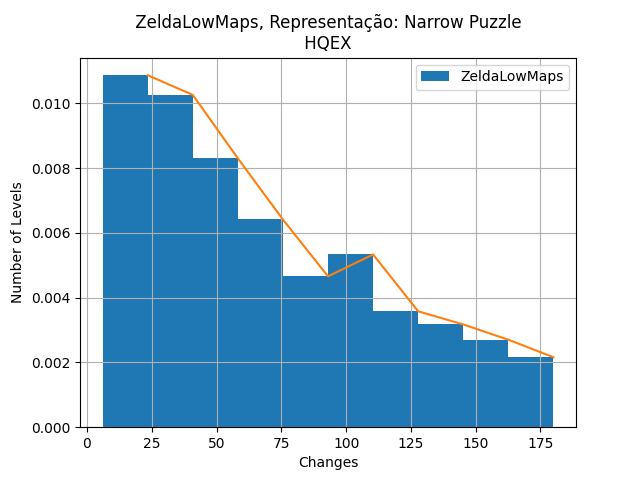 ZeldaLowMaps, Representação: Narrow Puzzle
HQEX
ZeldaLowMaps
Number of Levels
0.010
0.008
0.006
0.004
0.002
0.000
0 25 50 75 100 125 150 175
Changes